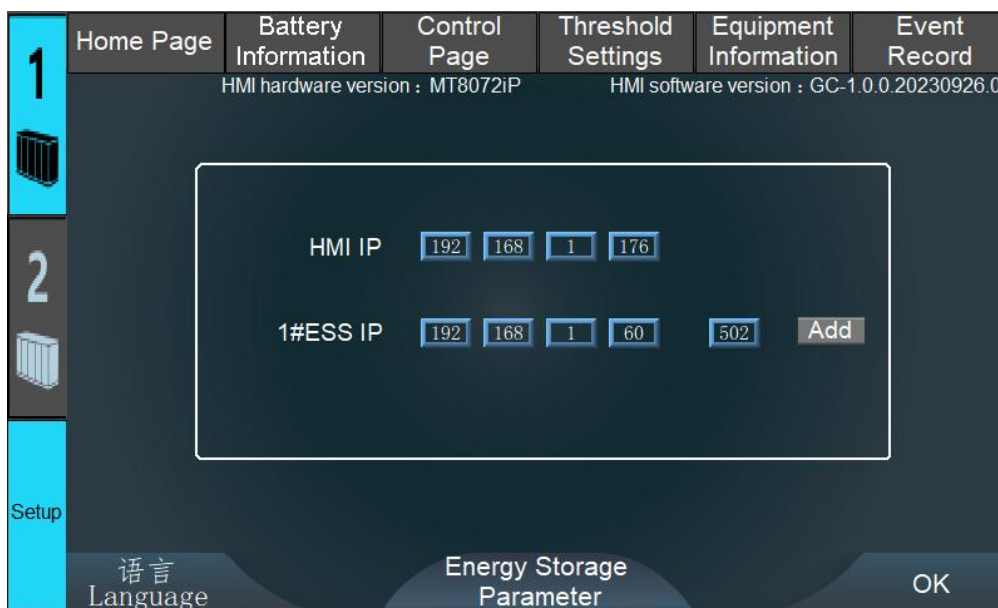 1
Home Page
Battery
Information
Control
Page
Threshold
Settings
Equipment
Information
Event
Record
HMI hardware version：MT8072iP
HMI software version：GC-1.0.0.20230926.0
HMI IP
192 168 1 176
2
1#ESS IP
192 168 1 60 502 Add
Setup
语言
Language
Energy Storage
Parameter
OK